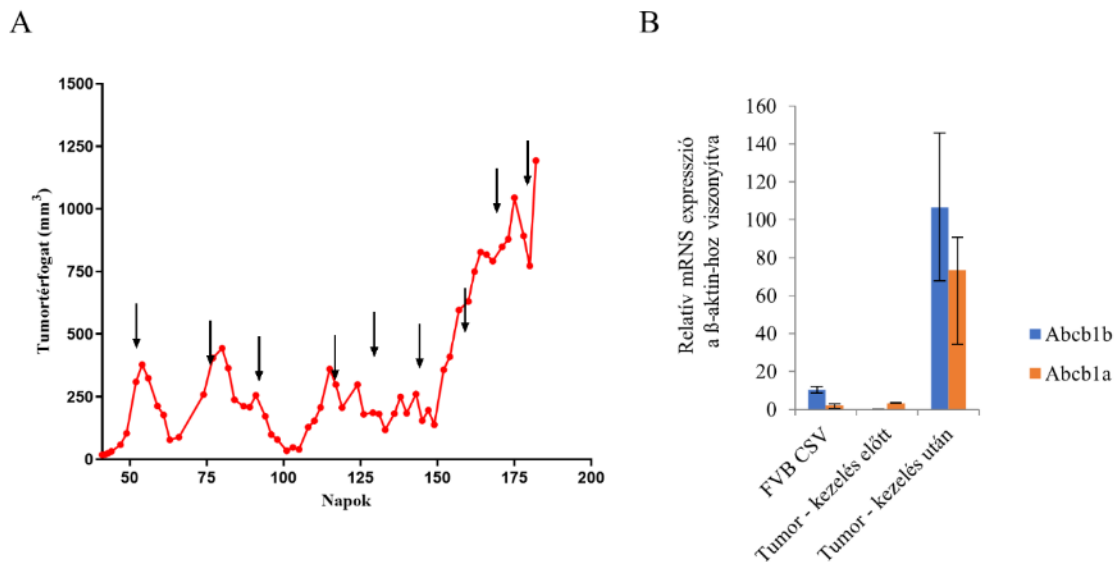 A
B
1500
1250
1000
750
500
250
0
Tumortérfogat (mm³)
50
75
100
125
150
175
200
Napok
160
140
120
100
80
60
40
20
0
Relatív mRNS expresszió
a ß-aktin-hoz viszonyítva
FVB CSV
Tumor - kezelés előtt
Tumor - kezelés után
Abcb1b
Abcb1a